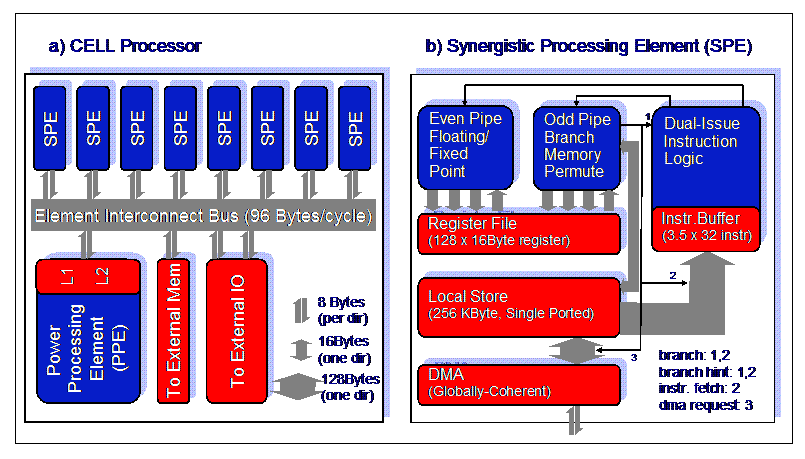 a) CELL Processor
SPE
SPE
SPE
SPE
SPE
SPE
SPE
SPE
Element Interconnect Bus (96 Bytes/cycle)
L1
L2
Power
Processing
Element
(PPE)
To External Mem
To External IO
8 Bytes
(per dir)
16Bytes
(one dir)
128Bytes
(one dir)
b) Synergistic Processing Element (SPE)
Even Pipe
Floating/
Fixed
Point
Odd Pipe
Branch
Memory
Permute
1
Dual-Issue
Instruction
Logic
Instr.Buffer
(3.5 x 32 instr)
Register File
(128 x 16Byte register)
2
Local Store
(256 KByte, Single Ported)
3
DMA
(Globally-Coherent)
branch: 1,2
branch hint: 1,2
instr. fetch: 2
dma request: 3